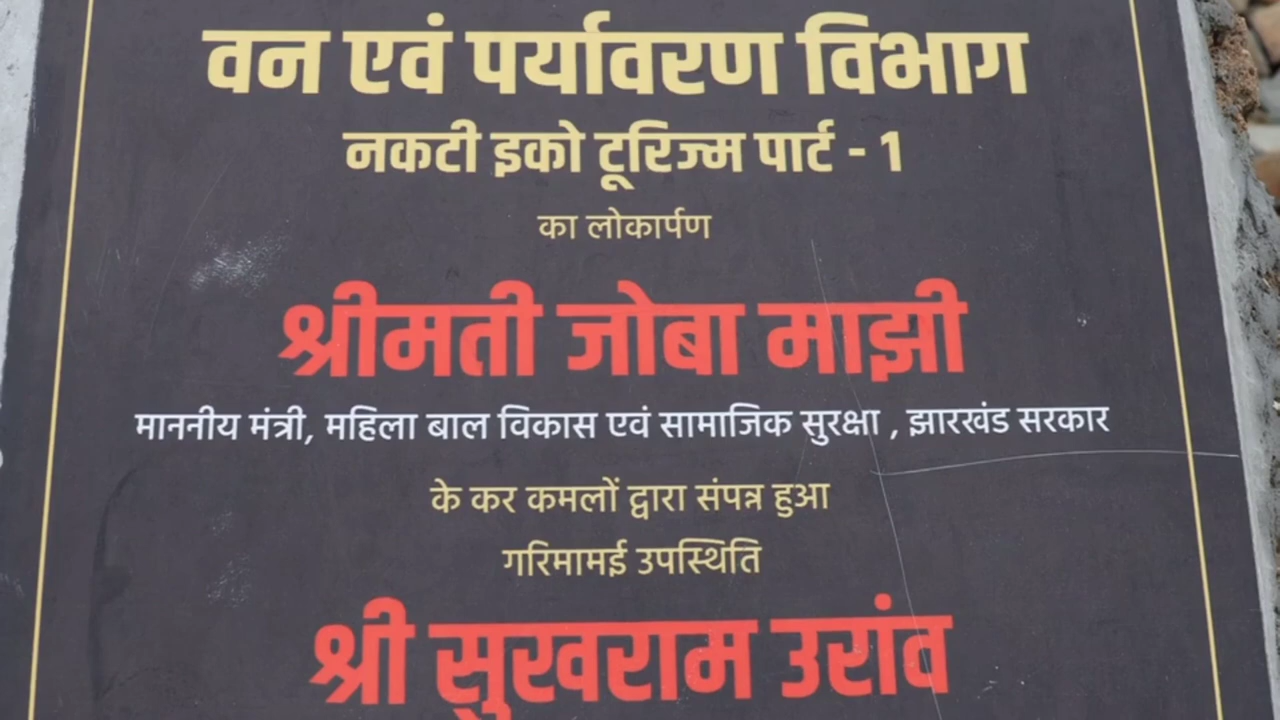 वन एवं पर्यावरण विभाग
नकटी इको टूरिज्म पार्ट - 1
का लोकार्पण
श्रीमती जोबा माझी
माननीय मंत्री, महिला बाल विकास एवं सामाजिक सुरक्षा , झारखंड सरकार
के कर कमलों द्वारा संपन्न हुआ
गरिमामई उपस्थिति
श्री सुखराम उरांव